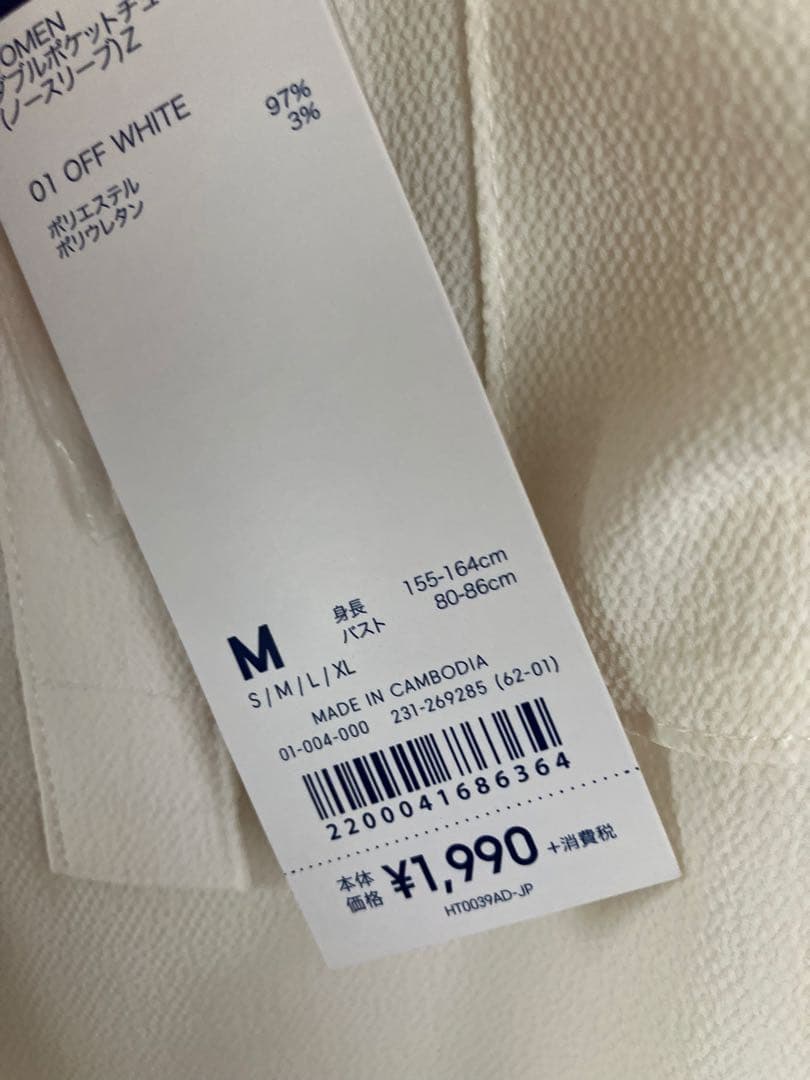 WOMEN
ダブルポケットチュ
(ノースリーブ)Z
01 OFF WHITE
ポリエステル 97%
ポリウレタン 3%
M
S/M/L/XL
身長 155-164cm
バスト 80-86cm
MADE IN CAMBODIA
01-004-000 231-269285 (62-01)
2200041686364
本体価格 ¥1,990 +消費税
HT0039AD-JP